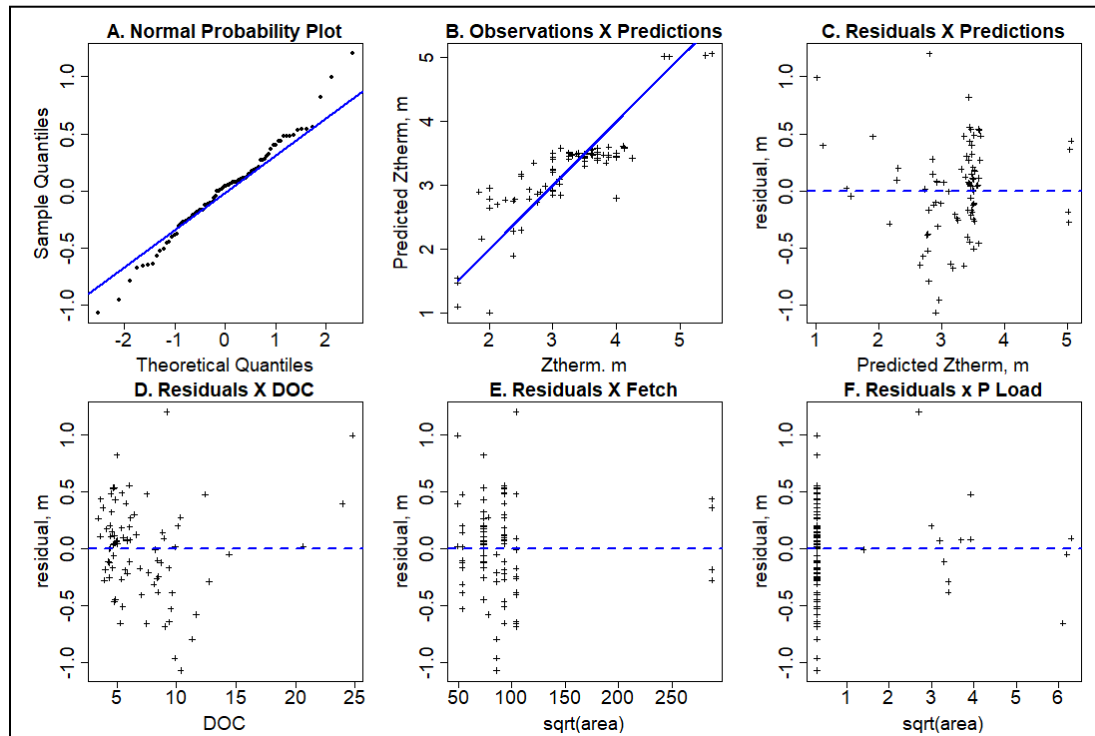 A. Normal Probability Plot
Sample Quantiles
1.0
0.5
0.0
-0.5
-1.0
-2 -1 0 1 2
Theoretical Quantiles
B. Observations X Predictions
Predicted Ztherm, m
5
4
3
2
1
2 3 4 5
Ztherm. m
C. Residuals X Predictions
residual, m
1.0
0.5
0.0
-0.5
-1.0
1 2 3 4 5
Predicted Ztherm, m
D. Residuals X DOC
residual, m
1.0
0.5
0.0
-0.5
-1.0
5 10 15 20 25
DOC
E. Residuals X Fetch
residual, m
1.0
0.5
0.0
-0.5
-1.0
50 100 150 200 250
sqrt(area)
F. Residuals x P Load
residual, m
1.0
0.5
0.0
-0.5
-1.0
1 2 3 4 5 6
sqrt(area)